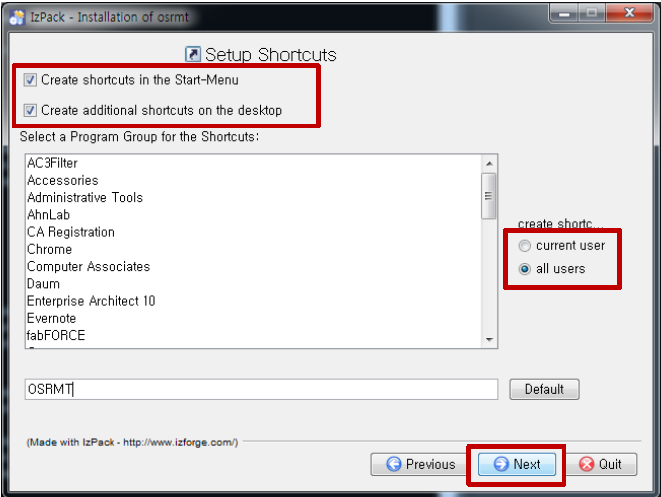 IzPack - Installation of osrmt
Setup Shortcuts
Create shortcuts in the Start-Menu
Create additional shortcuts on the desktop
Select a Program Group for the Shortcuts:
AC3Filter
Accessories
Administrative Tools
AhnLab
CA Registration
Chrome
Computer Associates
Daum
Enterprise Architect 10
Evernote
fabFORCE
create shortc...
current user
all users
OSRMT
Default
(Made with IzPack - http://www.izforge.com/)
Previous
Next
Quit